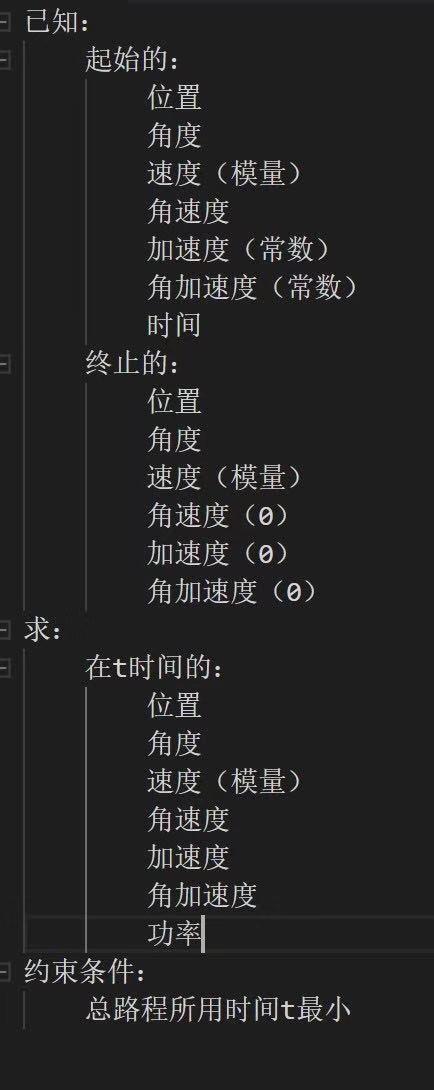 已知：
起始的：
位置
角度
速度（模量）
角速度
加速度（常数）
角加速度（常数）
时间
终止的：
位置
角度
速度（模量）
角速度（0）
加速度（0）
角加速度（0）
求：
在t时间的：
位置
角度
速度（模量）
角速度
加速度
角加速度
功率
约束条件：
总路程所用时间t最小